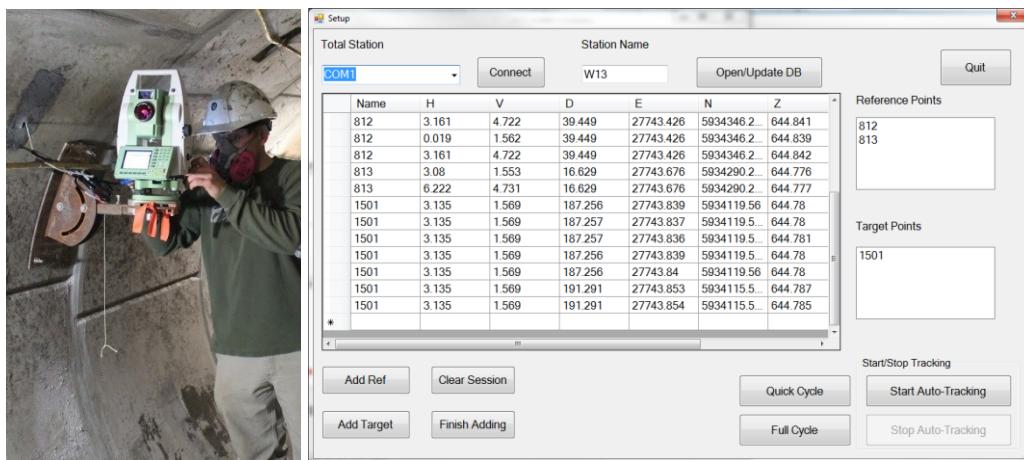 Setup
Total Station
Station Name
COM1
Connect
W13
Open/Update DB
Quit
Name H V D E N Z
812 3.161 4.722 39.449 27743.426 5934346.2... 644.841
812 0.019 1.562 39.449 27743.426 5934346.2... 644.839
812 3.161 4.722 39.449 27743.426 5934346.2... 644.842
813 3.08 1.553 16.629 27743.676 5934290.2... 644.776
813 6.222 4.731 16.629 27743.676 5934290.2... 644.777
1501 3.135 1.569 187.256 27743.839 5934119.56 644.78
1501 3.135 1.569 187.257 27743.837 5934119.5... 644.78
1501 3.135 1.569 187.257 27743.836 5934119.5... 644.781
1501 3.135 1.569 187.256 27743.839 5934119.5... 644.78
1501 3.135 1.569 187.256 27743.84 5934119.56 644.78
1501 3.135 1.569 191.291 27743.853 5934115.5... 644.787
1501 3.135 1.569 191.291 27743.854 5934115.5... 644.785
*
Reference Points
812
813
Target Points
1501
Add Ref
Clear Session
Add Target
Finish Adding
Quick Cycle
Full Cycle
Start/Stop Tracking
Start Auto-Tracking
Stop Auto-Tracking